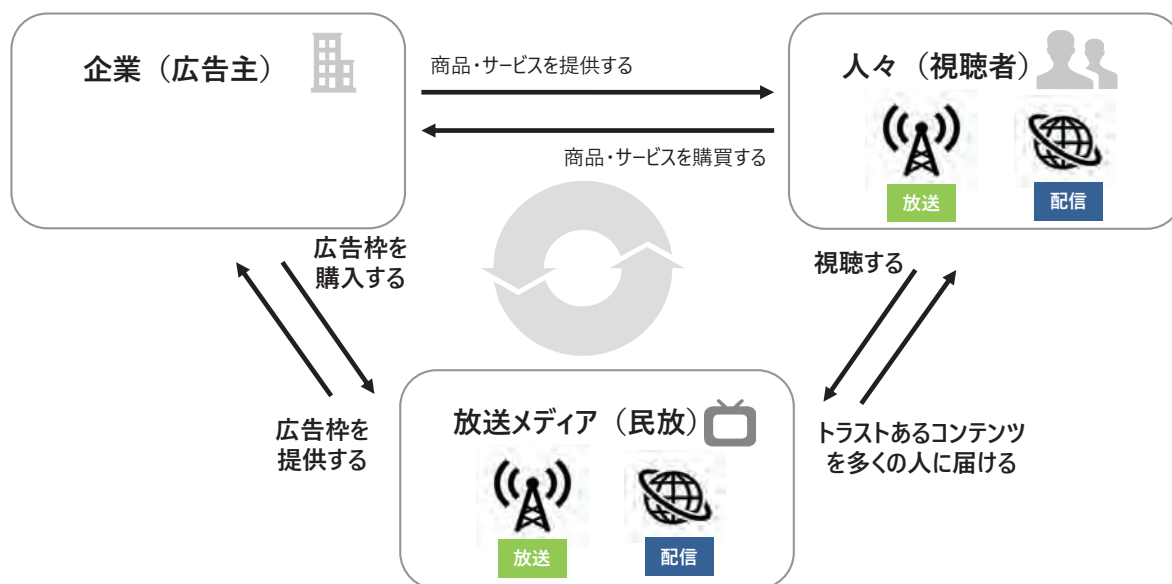 企業（広告主）
商品・サービスを提供する
人々（視聴者）
放送
配信
商品・サービスを購買する
広告枠を
購入する
視聴する
広告枠を
提供する
放送メディア（民放）
放送
配信
トラストあるコンテンツ
を多くの人に届ける